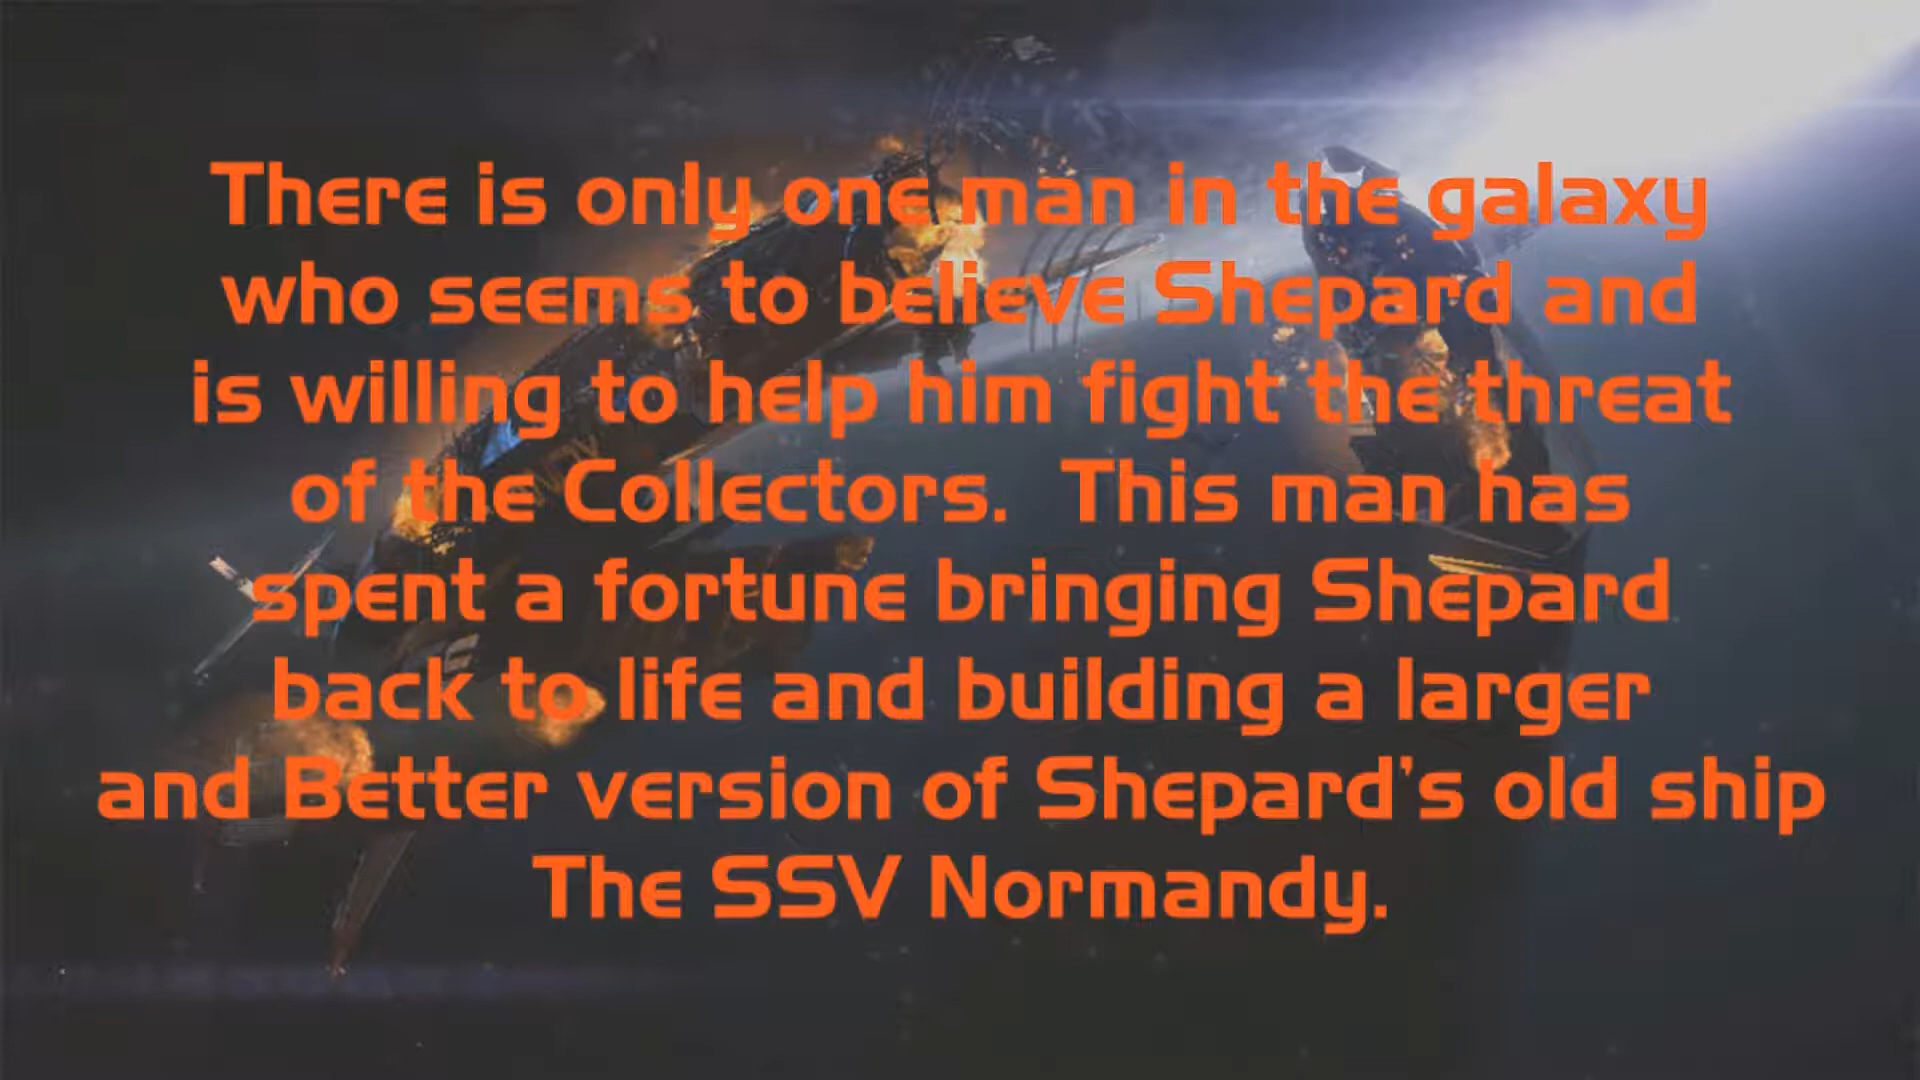 There is only one man in the galaxy
who seems to believe Shepard and
is willing to help him fight the threat
of the Collectors.  This man has
spent a fortune bringing Shepard
back to life and building a larger
and Better version of Shepard's old ship
The SSV Normandy.